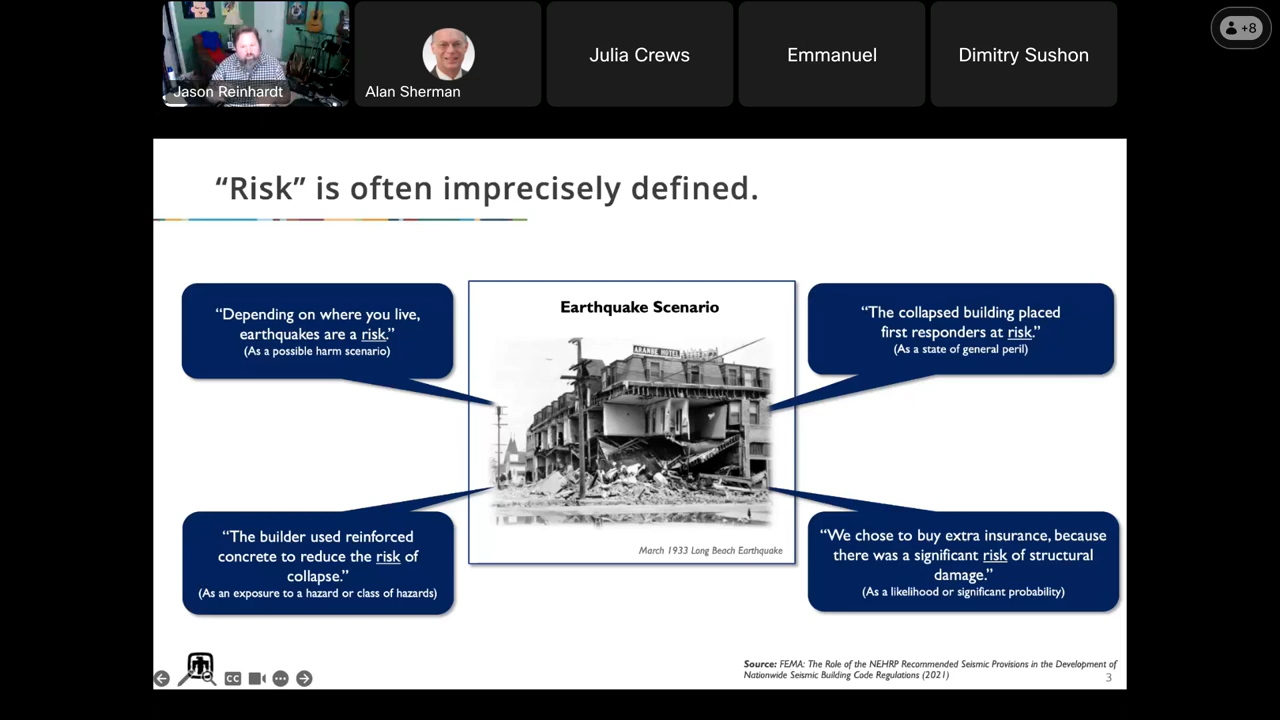 +8
Jason Reinhardt
Alan Sherman
Julia Crews
Emmanuel
Dimitry Sushon
“Risk” is often imprecisely defined.
“Depending on where you live,
earthquakes are a risk.”
(As a possible harm scenario)
Earthquake Scenario
ARANBE HOTEL
March 1933 Long Beach Earthquake
“The collapsed building placed
first responders at risk.”
(As a state of general peril)
“The builder used reinforced
concrete to reduce the risk of
collapse.”
(As an exposure to a hazard or class of hazards)
“We chose to buy extra insurance, because
there was a significant risk of structural
damage.”
(As a likelihood or significant probability)
CC
Source: FEMA: The Role of the NEHRP Recommended Seismic Provisions in the Development of
Nationwide Seismic Building Code Regulations (2021)
3